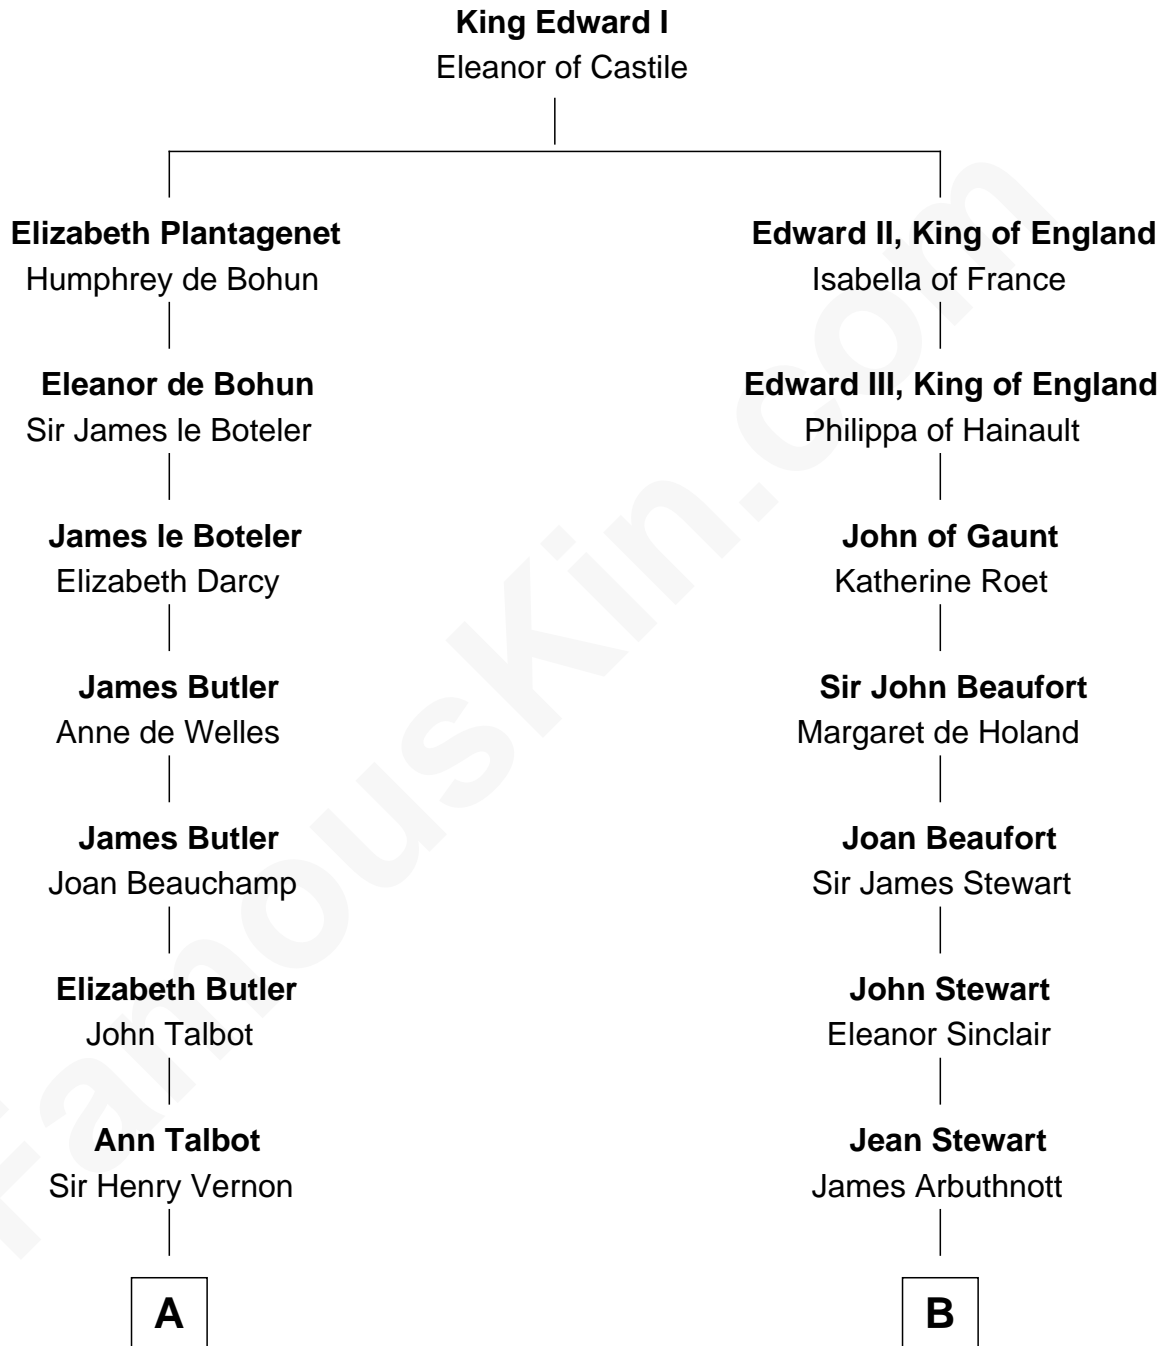 King Edward I
Eleanor of Castile
Elizabeth Plantagenet
Humphrey de Bohun
Edward II, King of England
Isabella of France
Eleanor de Bohun
Sir James le Boteler
Edward III, King of England
Philippa of Hainault
James le Boteler
Elizabeth Darcy
John of Gaunt
Katherine Roet
James Butler
Anne de Welles
Sir John Beaufort
Margaret de Holand
James Butler
Joan Beauchamp
Joan Beaufort
Sir James Stewart
Elizabeth Butler
John Talbot
John Stewart
Eleanor Sinclair
Ann Talbot
Sir Henry Vernon
Jean Stewart
James Arbuthnott
A
B
FamousKin.com